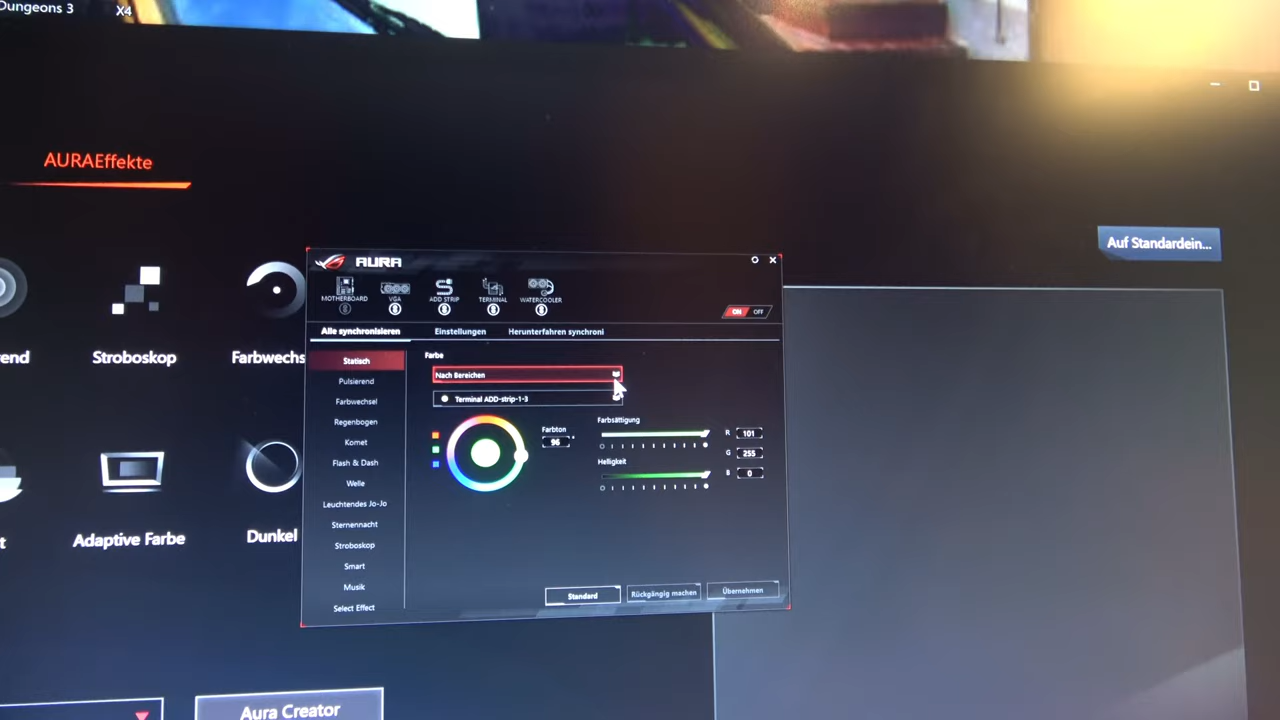 Dungeons 3
X4
AURAEffekte
Auf Standardein...
Stroboskop
Farbwechs
Adaptive Farbe
Dunkel
Aura Creator
AURA
MOTHERBOARD
VGA
ADD STRIP
TERMINAL
WATERCOOLER
ON
OFF
Alle synchronisieren
Einstellungen
Herunterfahren synchroni
Statisch
Pulsierend
Farbwechsel
Regenbogen
Komet
Flash & Dash
Welle
Leuchtendes Jo-Jo
Sternennacht
Stroboskop
Smart
Musik
Select Effect
Farbe
Nach Bereichen
Terminal ADD-strip-1-3
Farbton
96 °
Farbsättigung
Helligkeit
R 101
G 255
B 0
Standard
Rückgängig machen
Übernehmen